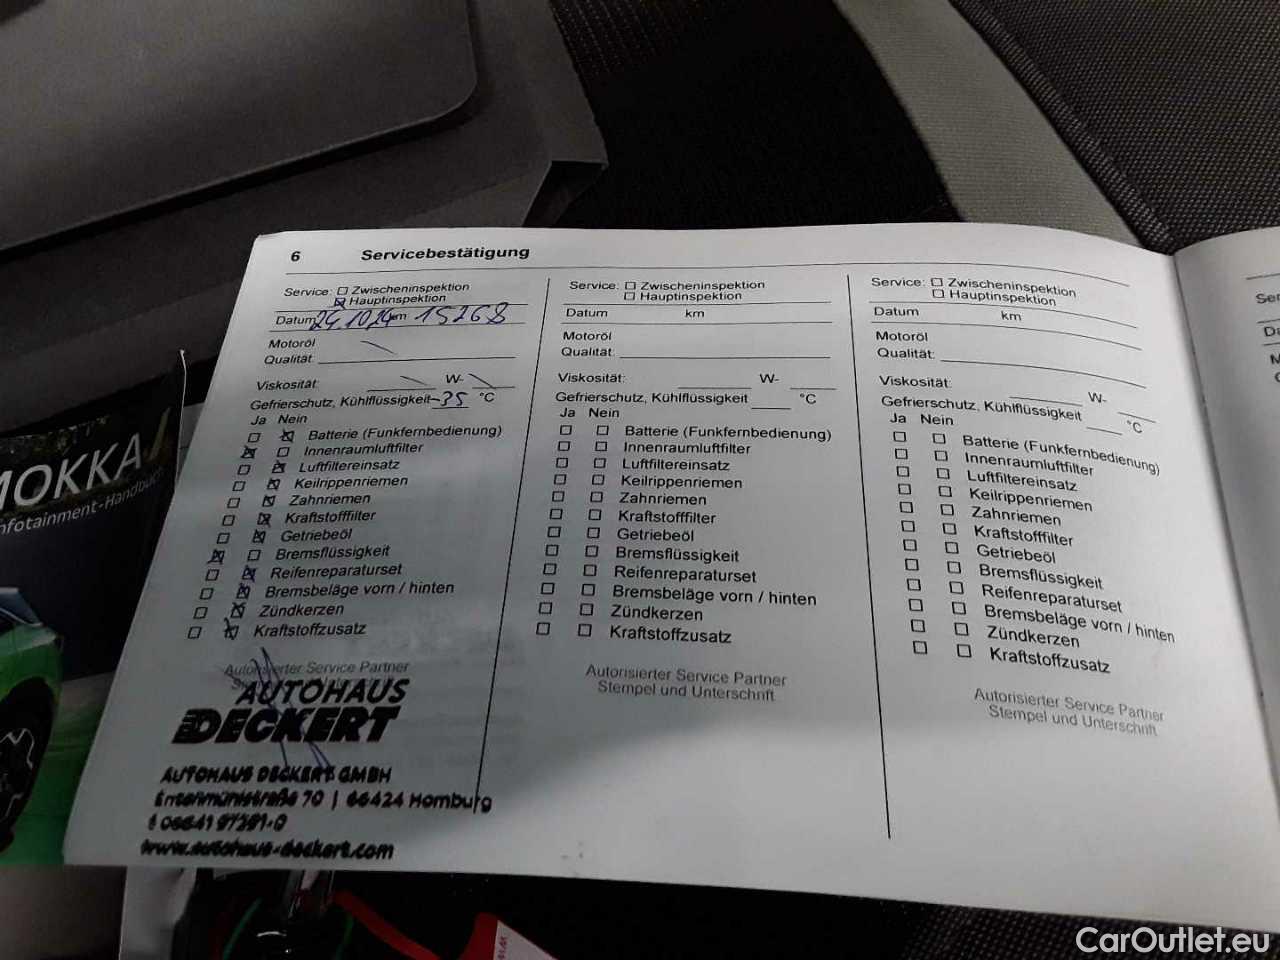 MOKKA
Infotainment-Handbuch
6 Servicebestätigung
Service: ☐ Zwischeninspektion
☒ Hauptinspektion
Datum 24.10.24 km 15268
Motoröl
Qualität:
Viskosität: W-
Gefrierschutz, Kühlflüssigkeit -35 °C
Ja Nein
☐ ☒ Batterie (Funkfernbedienung)
☒ ☐ Innenraumluftfilter
☐ ☒ Luftfiltereinsatz
☐ ☒ Keilrippenriemen
☐ ☒ Zahnriemen
☐ ☒ Kraftstofffilter
☐ ☒ Getriebeöl
☒ ☐ Bremsflüssigkeit
☐ ☒ Reifenreparaturset
☐ ☒ Bremsbeläge vorn / hinten
☐ ☒ Zündkerzen
☐ ☒ Kraftstoffzusatz
Autorisierter Service Partner
AUTOHAUS
DECKERT
AUTOHAUS DECKERT GMBH
Entenmühlstraße 70 | 66424 Homburg
www.autohaus-deckert.com
Service: ☐ Zwischeninspektion
☐ Hauptinspektion
Datum km
Motoröl
Qualität:
Viskosität: W-
Gefrierschutz, Kühlflüssigkeit °C
Ja Nein
☐ ☐ Batterie (Funkfernbedienung)
☐ ☐ Innenraumluftfilter
☐ ☐ Luftfiltereinsatz
☐ ☐ Keilrippenriemen
☐ ☐ Zahnriemen
☐ ☐ Kraftstofffilter
☐ ☐ Getriebeöl
☐ ☐ Bremsflüssigkeit
☐ ☐ Reifenreparaturset
☐ ☐ Bremsbeläge vorn / hinten
☐ ☐ Zündkerzen
☐ ☐ Kraftstoffzusatz
Autorisierter Service Partner
Stempel und Unterschrift
Service: ☐ Zwischeninspektion
☐ Hauptinspektion
Datum km
Motoröl
Qualität:
Viskosität: W-
Gefrierschutz, Kühlflüssigkeit °C
Ja Nein
☐ ☐ Batterie (Funkfernbedienung)
☐ ☐ Innenraumluftfilter
☐ ☐ Luftfiltereinsatz
☐ ☐ Keilrippenriemen
☐ ☐ Zahnriemen
☐ ☐ Kraftstofffilter
☐ ☐ Getriebeöl
☐ ☐ Bremsflüssigkeit
☐ ☐ Reifenreparaturset
☐ ☐ Bremsbeläge vorn / hinten
☐ ☐ Zündkerzen
☐ ☐ Kraftstoffzusatz
Autorisierter Service Partner
Stempel und Unterschrift
CarOutlet.eu